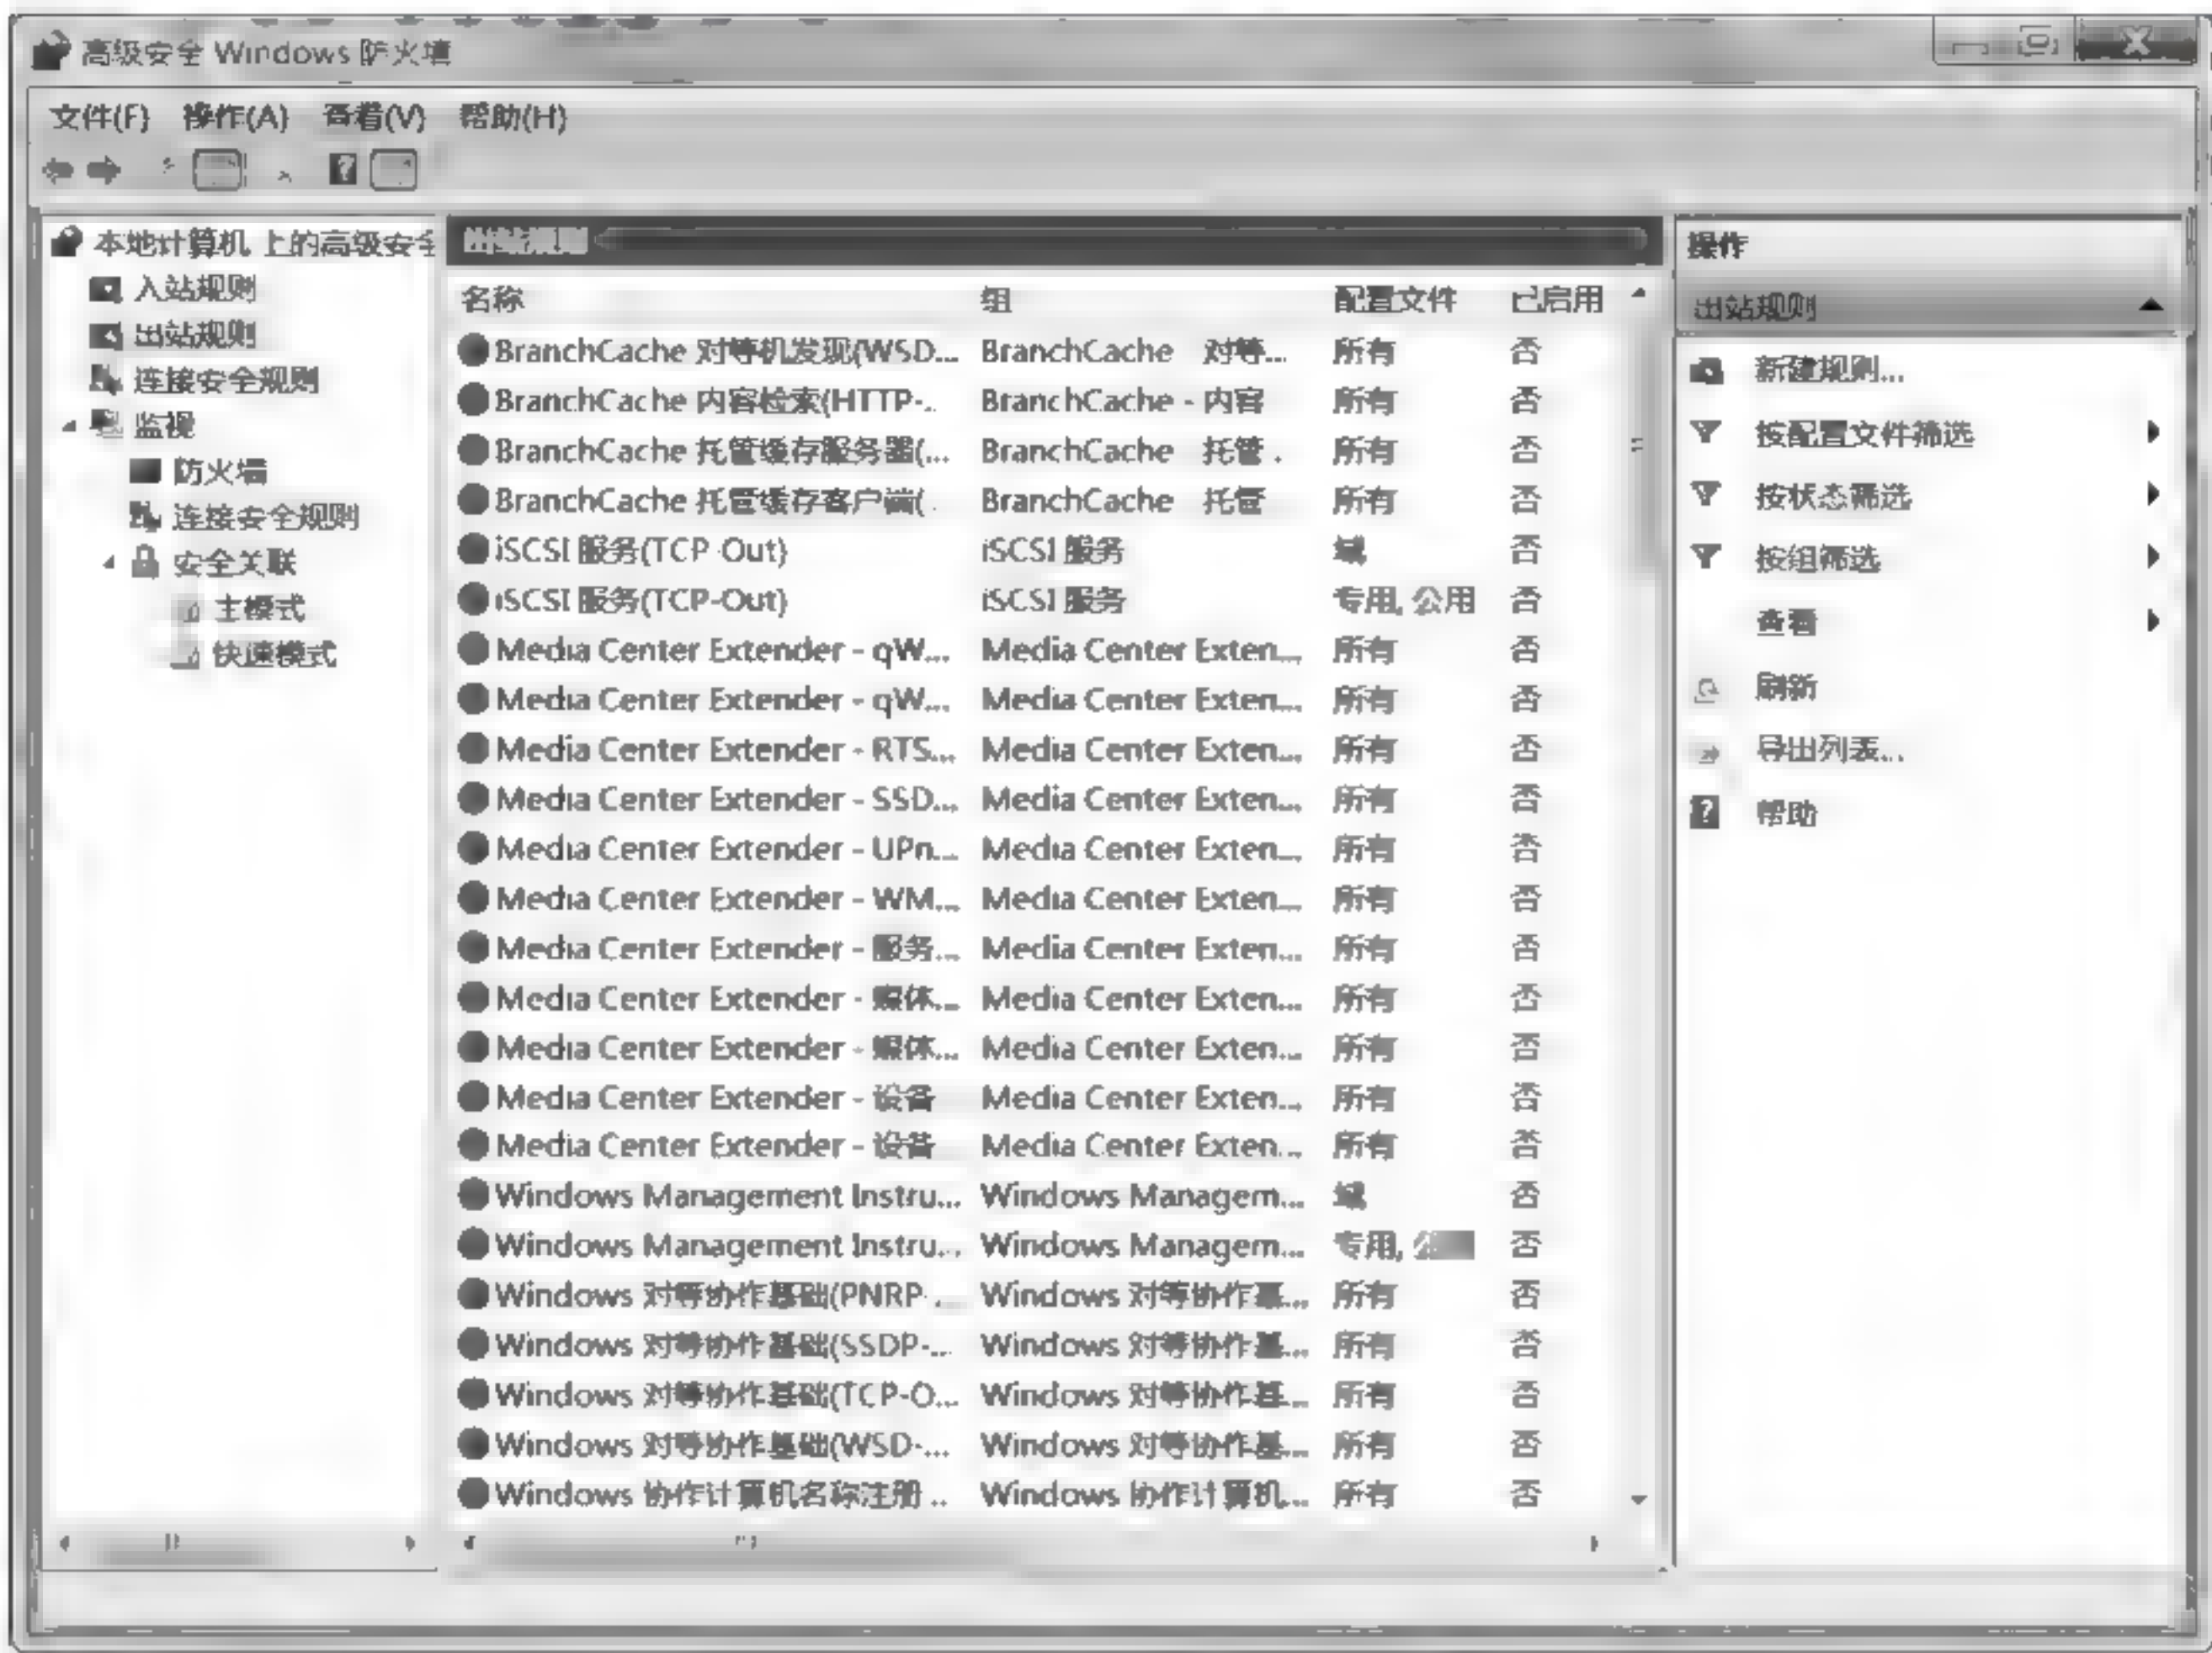 高级安全 Windows 防火墙
文件(F) 操作(A) 查看(V) 帮助(H)
本地计算机 上的高级安全
入站规则
出站规则
连接安全规则
监视
防火墙
连接安全规则
安全关联
主模式
快速模式
出站规则
名称 组 配置文件 已启用
BranchCache 对等机发现(WSD... BranchCache 对等... 所有 否
BranchCache 内容检索(HTTP-.. BranchCache - 内容 所有 否
BranchCache 托管缓存服务器(... BranchCache 托管 . 所有 否
BranchCache 托管缓存客户端(. BranchCache 托管 所有 否
iSCSI 服务(TCP-Out) iSCSI 服务 域 否
iSCSI 服务(TCP-Out) iSCSI 服务 专用, 公用 否
Media Center Extender - qW... Media Center Exten... 所有 否
Media Center Extender - qW... Media Center Exten... 所有 否
Media Center Extender - RTS... Media Center Exten... 所有 否
Media Center Extender - SSD... Media Center Exten... 所有 否
Media Center Extender - UPn... Media Center Exten... 所有 否
Media Center Extender - WM... Media Center Exten... 所有 否
Media Center Extender - 服务... Media Center Exten... 所有 否
Media Center Extender - 媒体... Media Center Exten... 所有 否
Media Center Extender - 媒体... Media Center Exten... 所有 否
Media Center Extender - 设备 Media Center Exten... 所有 否
Media Center Extender - 设备 Media Center Exten... 所有 否
Windows Management Instru... Windows Managem... 域 否
Windows Management Instru... Windows Managem... 专用, 公 否
Windows 对等协作基础(PNRP-... Windows 对等协作基... 所有 否
Windows 对等协作基础(SSDP-... Windows 对等协作基... 所有 否
Windows 对等协作基础(TCP-O... Windows 对等协作基... 所有 否
Windows 对等协作基础(WSD-... Windows 对等协作基... 所有 否
Windows 协作计算机名称注册 .. Windows 协作计算机... 所有 否
操作
出站规则
新建规则...
按配置文件筛选
按状态筛选
按组筛选
查看
刷新
导出列表...
帮助